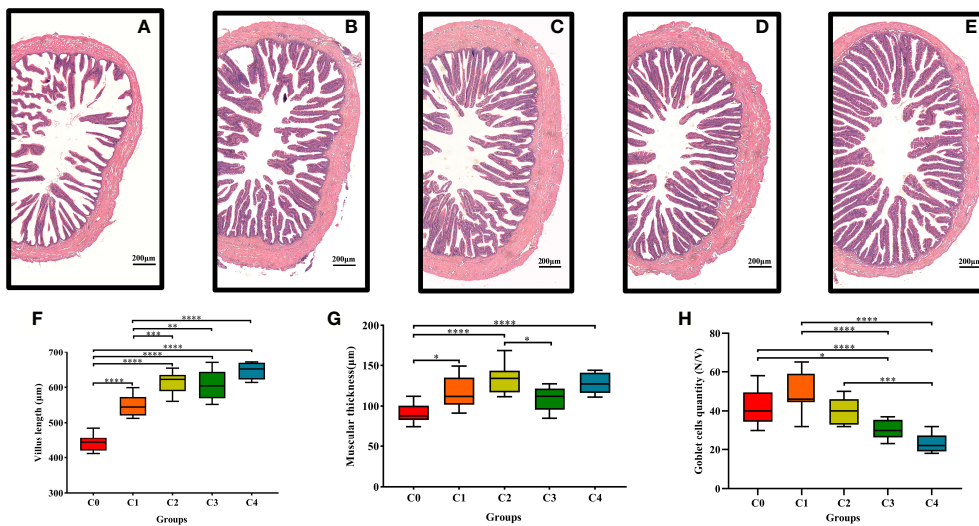 A
B
C
D
E
200μm
200μm
200μm
200μm
200μm
F
Villus length (μm)
700
600
500
400
300
****
**
***
****
****
****
****
C0
C1
C2
C3
C4
Groups
G
Muscular thickness(μm)
200
150
100
50
0
****
****
*
*
C0
C1
C2
C3
C4
Groups
H
Goblet cells quantity (N/V)
80
60
40
20
0
****
****
****
*
***
C0
C1
C2
C3
C4
Groups